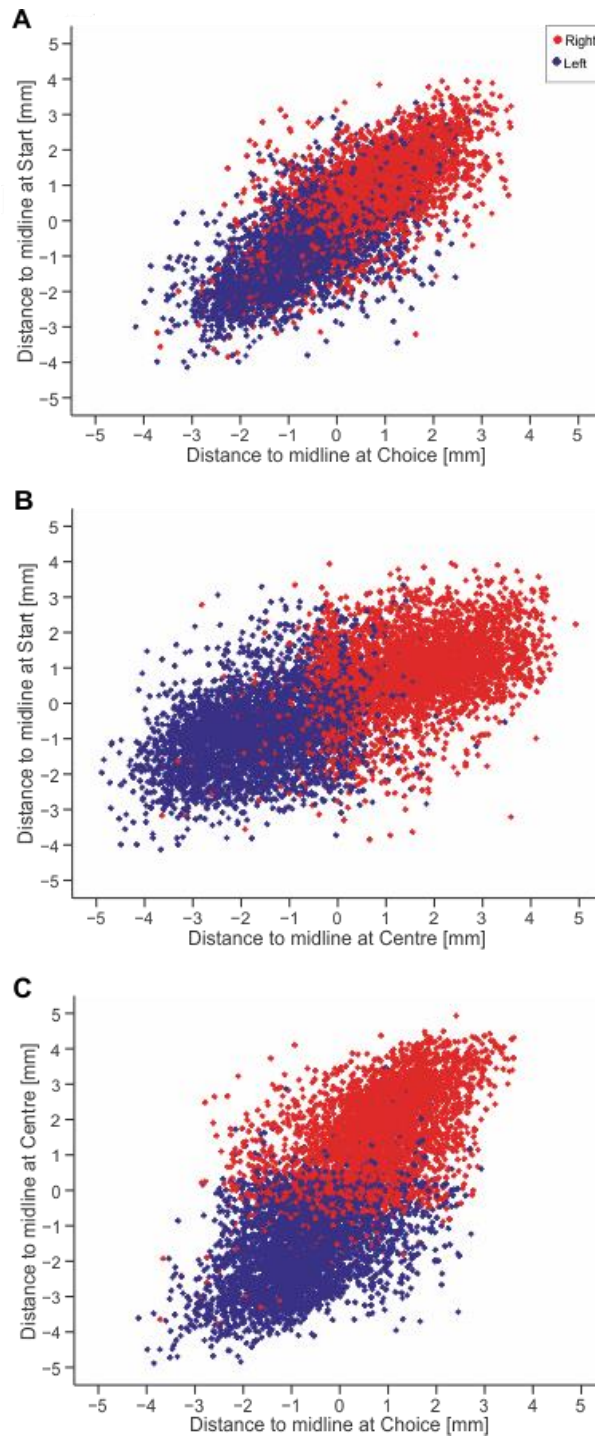 A
Right
Left
Distance to midline at Start [mm]
5
4
3
2
1
0
−1
−2
−3
−4
−5
−5 −4 −3 −2 −1 0 1 2 3 4 5
Distance to midline at Choice [mm]
B
Distance to midline at Start [mm]
5
4
3
2
1
0
−1
−2
−3
−4
−5
−5 −4 −3 −2 −1 0 1 2 3 4 5
Distance to midline at Centre [mm]
C
Distance to midline at Centre [mm]
5
4
3
2
1
0
−1
−2
−3
−4
−5
−5 −4 −3 −2 −1 0 1 2 3 4 5
Distance to midline at Choice [mm]